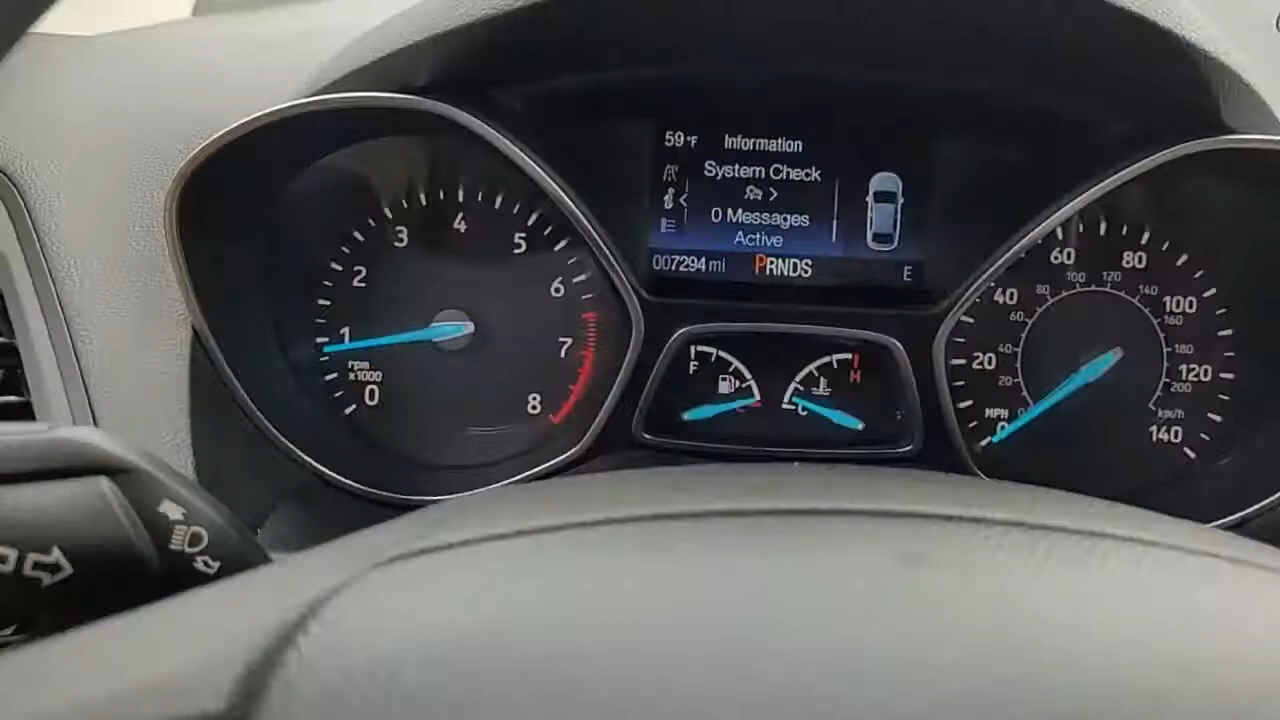 59°F Information
System Check
0 Messages
Active
007294 mi PRNDS E
0
1
2
3
4
5
6
7
8
rpm
x1000
F
H
C
MPH
0
20
40
60
80
100
120
140
0
20
40
60
80
100
120
140
160
180
200
km/h